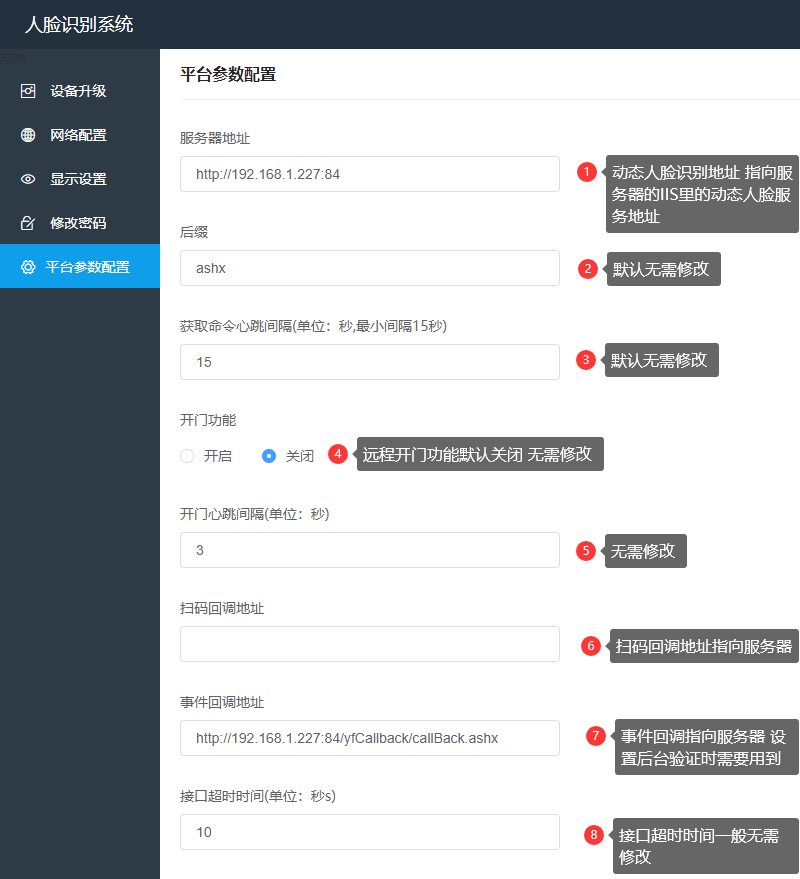 人脸识别系统
菜单
设备升级
网络配置
显示设置
修改密码
平台参数配置
平台参数配置
服务器地址
http://192.168.1.227:84
1 动态人脸识别地址 指向服
务器的IIS里的动态人脸服
务地址
后缀
ashx
2 默认无需修改
获取命令心跳间隔(单位：秒,最小间隔15秒)
15
3 默认无需修改
开门功能
开启 关闭
4 远程开门功能默认关闭 无需修改
开门心跳间隔(单位：秒)
3
5 无需修改
扫码回调地址
6 扫码回调地址指向服务器
事件回调地址
http://192.168.1.227:84/yfCallback/callBack.ashx
7 事件回调指向服务器 设
置后台验证时需要用到
接口超时时间(单位：秒s)
10
8 接口超时时间一般无需
修改